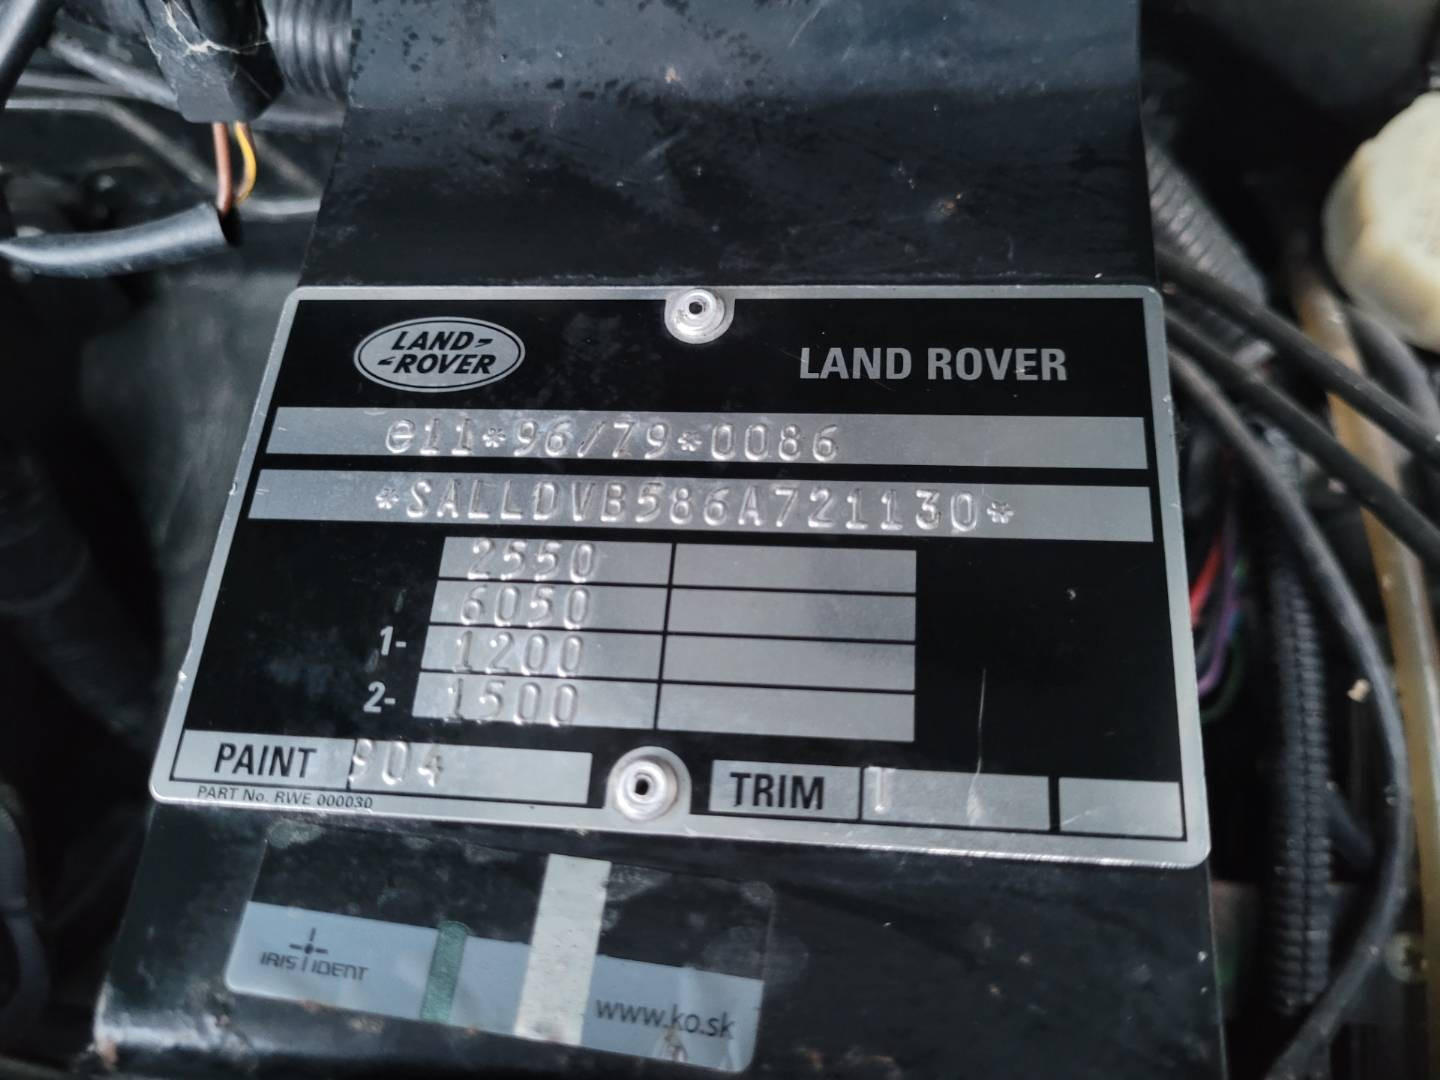 LAND-
-ROVER
LAND ROVER
e11*96/79*0086
*SALLDVB586A721130*
2550
6050
1- 1200
2- 1500
PAINT 904
PART No. RWE 000030
TRIM
IRIS IDENT
www.ko.sk